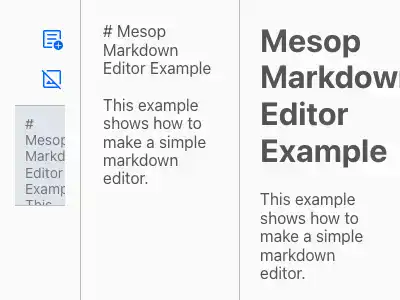 #
Mesop
Markd
Editor
Examp
This
# Mesop
Markdown
Editor Example
This example
shows how to
make a simple
markdown
editor.
Mesop
Markdow
Editor
Example
This example
shows how to
make a simple
markdown
editor.